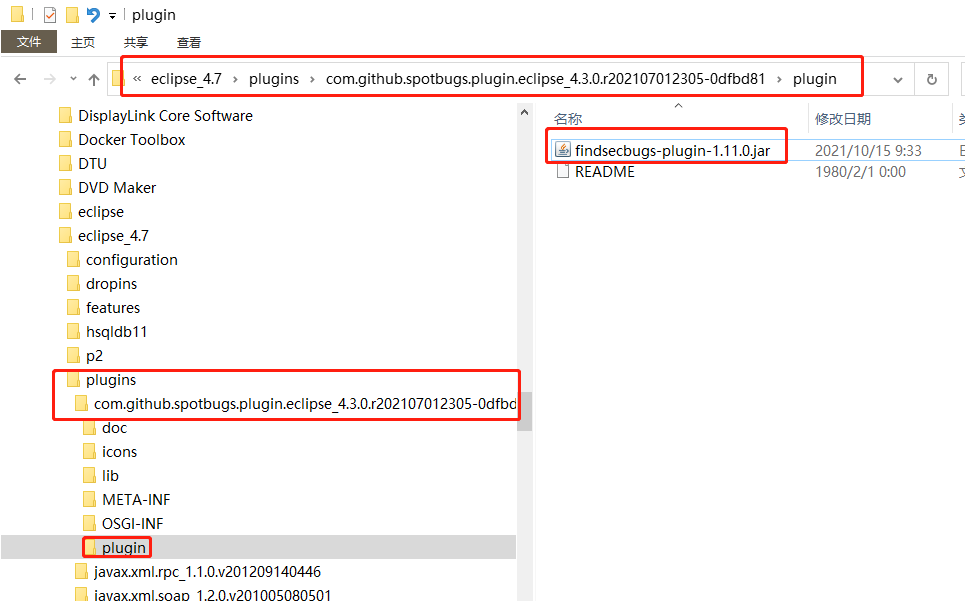 plugin
文件 主页 共享 查看
« eclipse_4.7 › plugins › com.github.spotbugs.plugin.eclipse_4.3.0.r202107012305-0dfbd81 › plugin
DisplayLink Core Software
Docker Toolbox
DTU
DVD Maker
eclipse
eclipse_4.7
configuration
dropins
features
hsqldb11
p2
plugins
com.github.spotbugs.plugin.eclipse_4.3.0.r202107012305-0dfbd
doc
icons
lib
META-INF
OSGI-INF
plugin
javax.xml.rpc_1.1.0.v201209140446
javax.xml.soap_1.2.0.v201005080501
名称 修改日期
findsecbugs-plugin-1.11.0.jar 2021/10/15 9:33
README 1980/2/1 0:00